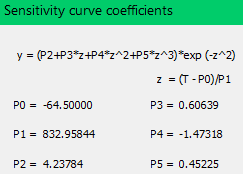 Sensitivity curve coefficients
y = (P2+P3*z+P4*z^2+P5*z^3)*exp (-z^2)
z = (T - P0)/P1
P0 = -64.50000 P3 = 0.60639
P1 = 832.95844 P4 = -1.47318
P2 = 4.23784 P5 = 0.45225